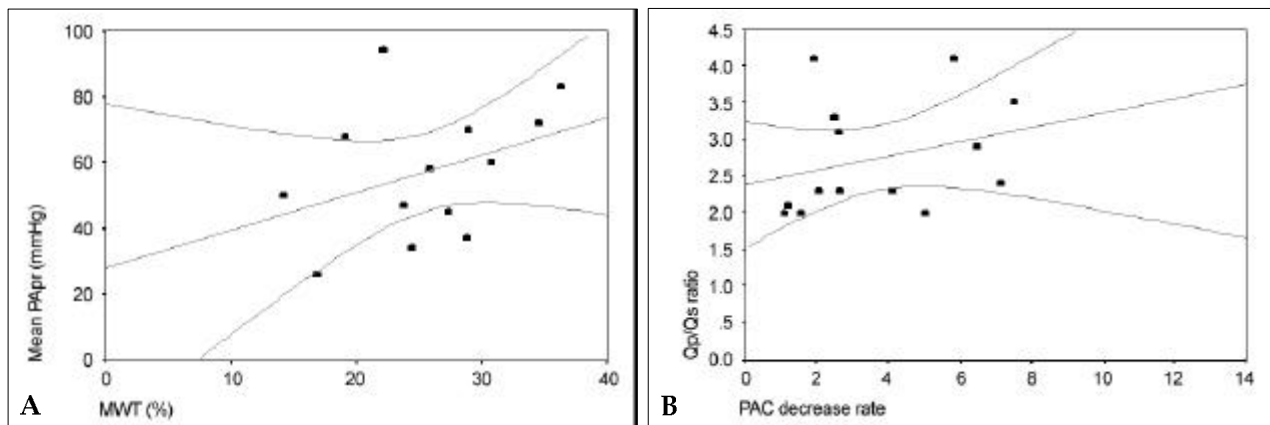 100
80
60
40
20
0
Mean PApr (mmHg)
0 10 20 30 40
MWT (%)
A
4.5
4.0
3.5
3.0
2.5
2.0
1.5
1.0
.5
0.0
Qp/Qs ratio
0 2 4 6 8 10 12 14
PAC decrease rate
B